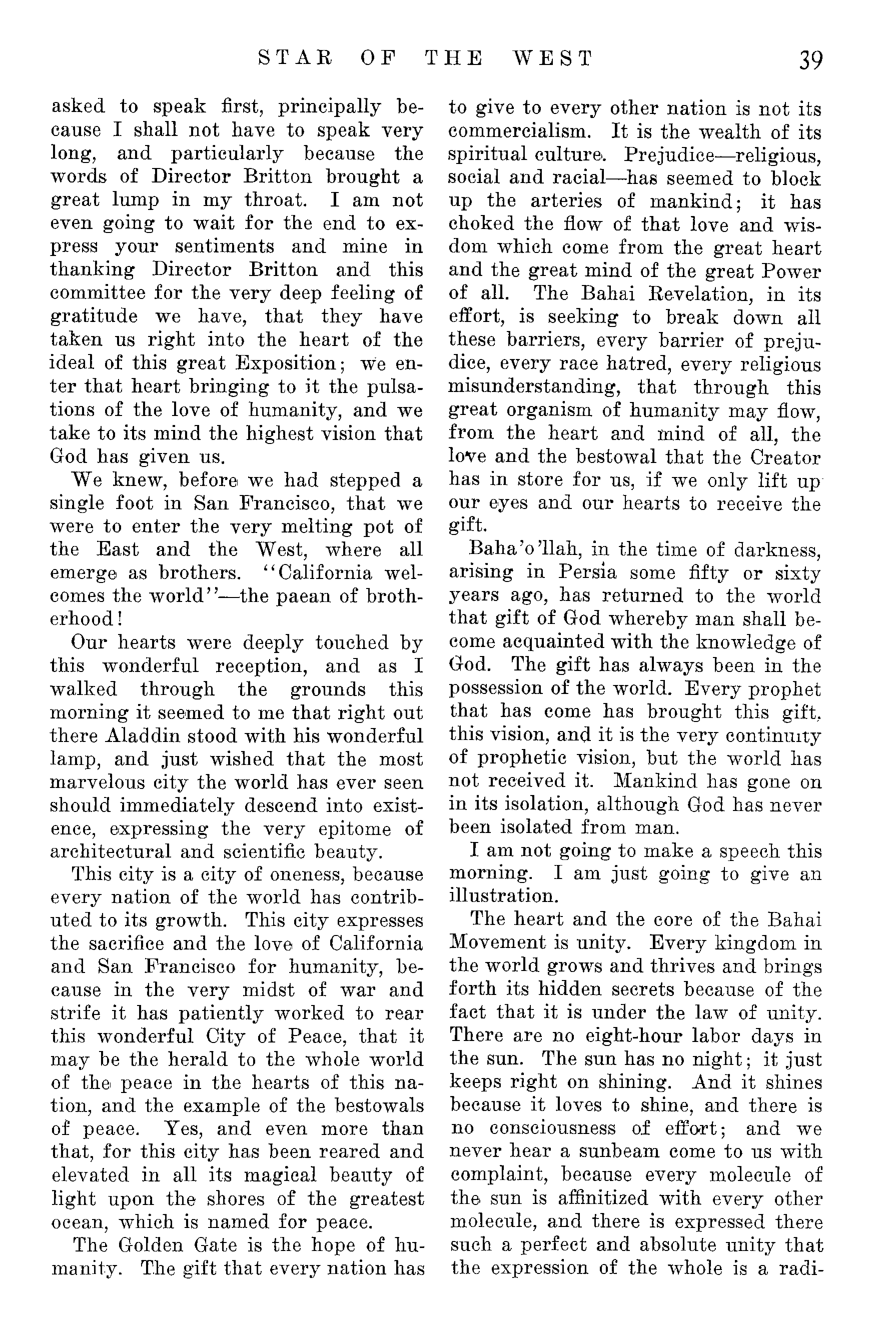 STAR OF THE WEST 39
asked to speak first, principally be-
cause I shall not have to speak very
long, and particularly because the
words of Director Britton brought a
great lump in my throat. I am not
even going to wait for the end to ex-
press your sentiments and mine in
thanking Director Britton and this
committee for the very deep feeling of
gratitude we have, that they have
taken us right into the heart of the
ideal of this great Exposition; we en-
ter that heart bringing to it the pulsa-
tions of the love of humanity, and we
take to its mind the highest vision that
God has given us.
We knew, before we had stepped a
single foot in San Francisco, that we
were to enter the very melting pot of
the East and the West, where all
emerge as brothers. "California wel-
comes the world"—the paean of broth-
erhood!
Our hearts were deeply touched by
this wonderful reception, and as I
walked through the grounds this
morning it seemed to me that right out
there Aladdin stood with his wonderful
lamp, and just wished that the most
marvelous city the world has ever seen
should immediately descend into exist-
ence, expressing the very epitome of
architectural and scientific beauty.
This city is a city of oneness, because
every nation of the world has contrib-
uted to its growth. This city expresses
the sacrifice and the love of California
and San Francisco for humanity, be-
cause in the very midst of war and
strife it has patiently worked to rear
this wonderful City of Peace, that it
may be the herald to the whole world
of the peace in the hearts of this na-
tion, and the example of the bestowals
of peace. Yes, and even more than
that, for this city has been reared and
elevated in all its magical beauty of
light upon the shores of the greatest
ocean, which is named for peace.
The Golden Gate is the hope of hu-
manity. The gift that every nation has
to give to every other nation is not its
commercialism. It is the wealth of its
spiritual culture. Prejudice—religious,
social and racial—has seemed to block
up the arteries of mankind; it has
choked the flow of that love and wis-
dom which come from the great heart
and the great mind of the great Power
of all. The Bahai Revelation, in its
effort, is seeking to break down all
these barriers, every barrier of preju-
dice, every race hatred, every religious
misunderstanding, that through this
great organism of humanity may flow,
from the heart and mind of all, the
love and the bestowal that the Creator
has in store for us, if we only lift up
our eyes and our hearts to receive the
gift.
Baha'o'llah, in the time of darkness,
arising in Persia some fifty or sixty
years ago, has returned to the world
that gift of God whereby man shall be-
come acquainted with the knowledge of
God. The gift has always been in the
possession of the world. Every prophet
that has come has brought this gift,
this vision, and it is the very continuity
of prophetic vision, but the world has
not received it. Mankind has gone on
in its isolation, although God has never
been isolated from man.
I am not going to make a speech this
morning. I am just going to give an
illustration.
The heart and the core of the Bahai
Movement is unity. Every kingdom in
the world grows and thrives and brings
forth its hidden secrets because of the
fact that it is under the law of unity.
There are no eight-hour labor days in
the sun. The sun has no night; it just
keeps right on shining. And it shines
because it loves to shine, and there is
no consciousness of effort; and we
never hear a sunbeam come to us with
complaint, because every molecule of
the sun is affinitized with every other
molecule, and there is expressed there
such a perfect and absolute unity that
the expression of the whole is a radi-